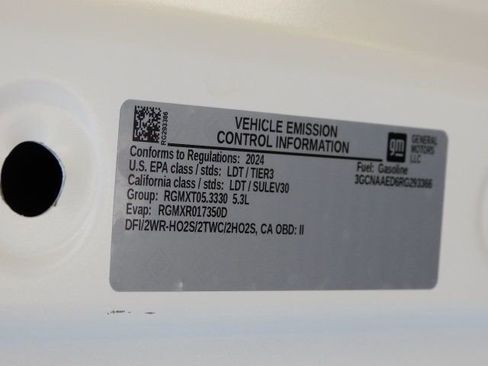 RG293366
VEHICLE EMISSION
CONTROL INFORMATION
gm
GENERAL
MOTORS
LLC
Conforms to Regulations: 2024
U.S. EPA class / stds: LDT / TIER3
California class / stds: LDT / SULEV30
Group: RGMXT05.3330 5.3L
Evap: RGMXR017350D
DFI/2WR-HO2S/2TWC/2HO2S, CA OBD: II
Fuel: Gasoline
3GCNAAED6RG293366